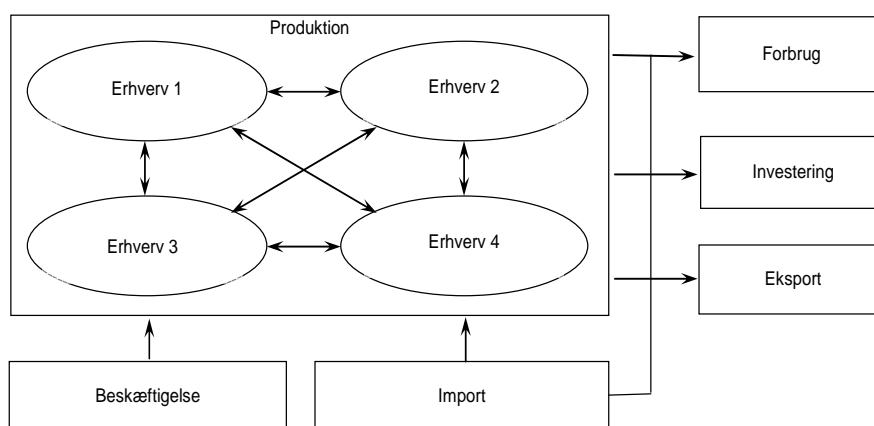 Produktion
Erhverv 1
Erhverv 2
Forbrug
Investering
Erhverv 3
Erhverv 4
Eksport
Beskæftigelse
Import